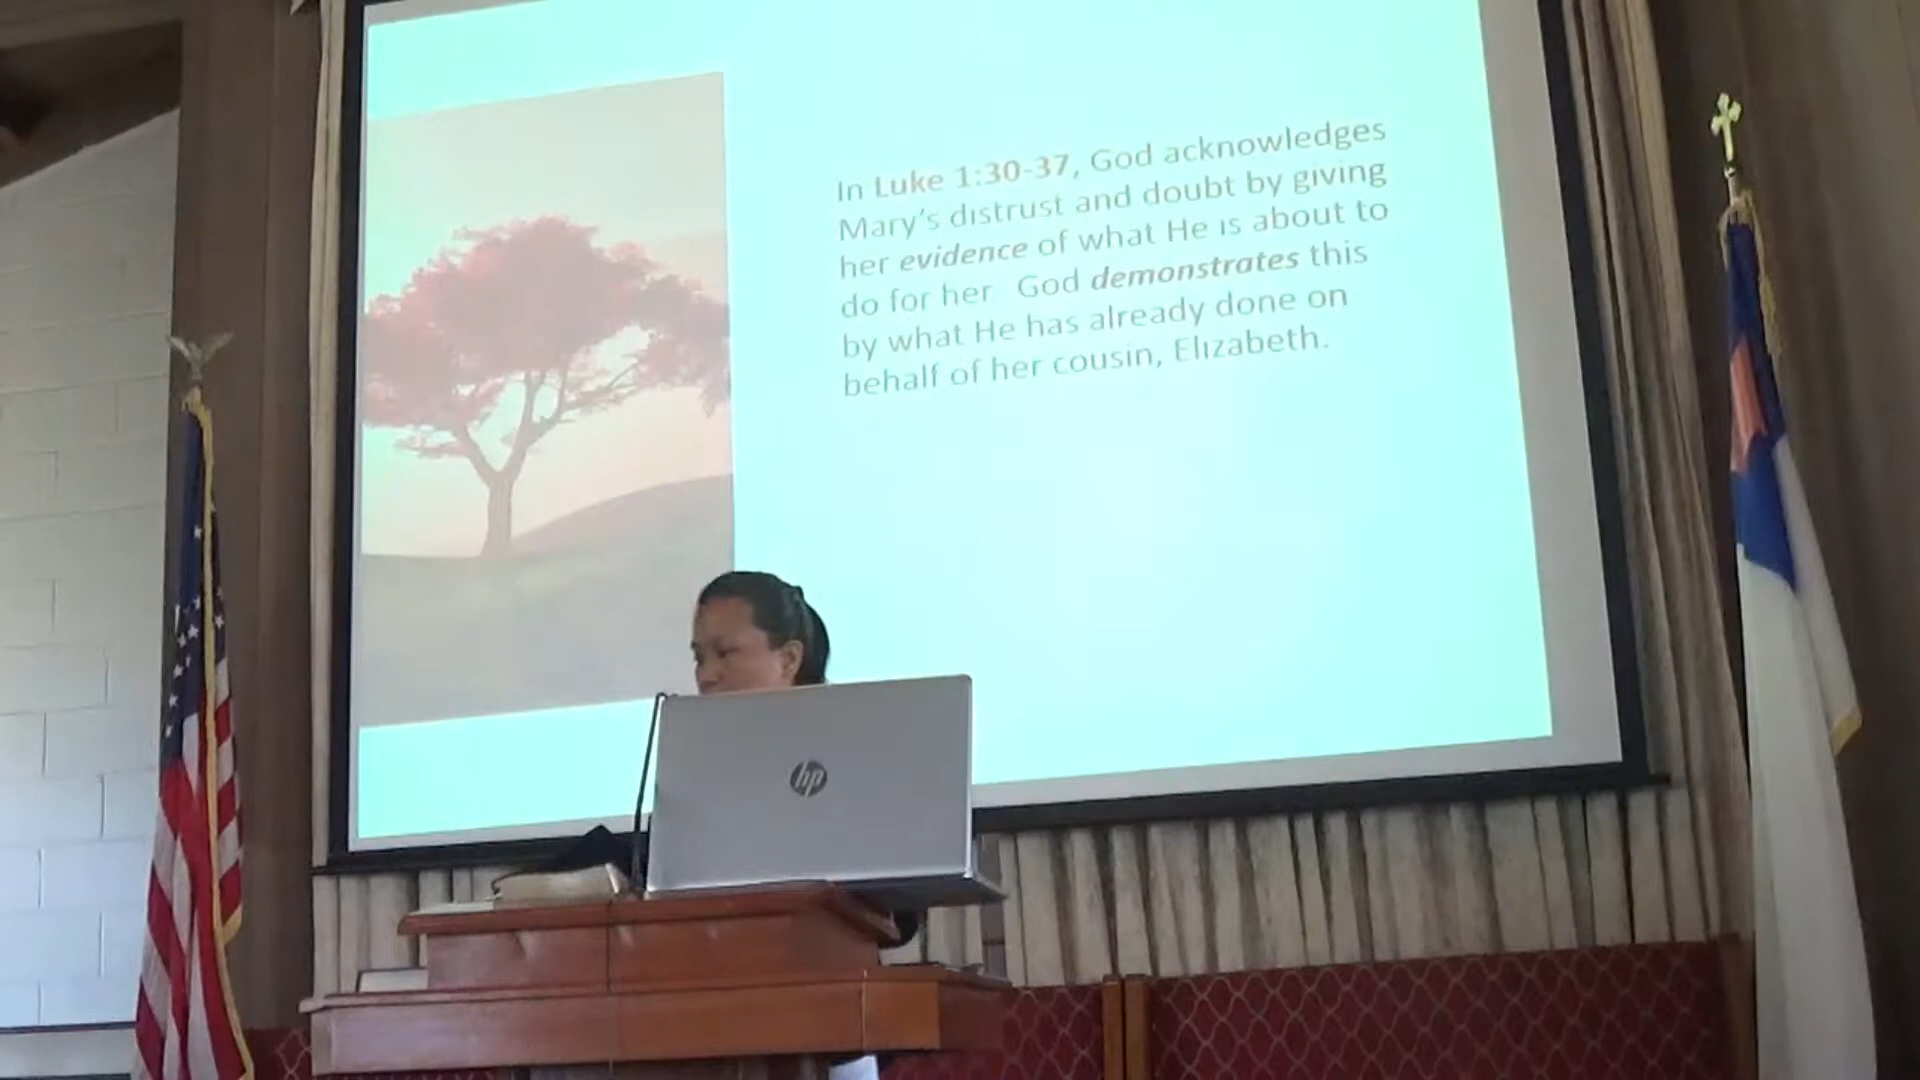 In Luke 1:30-37, God acknowledges
Mary's distrust and doubt by giving
her evidence of what He is about to
do for her. God demonstrates this
by what He has already done on
behalf of her cousin, Elizabeth.
hp